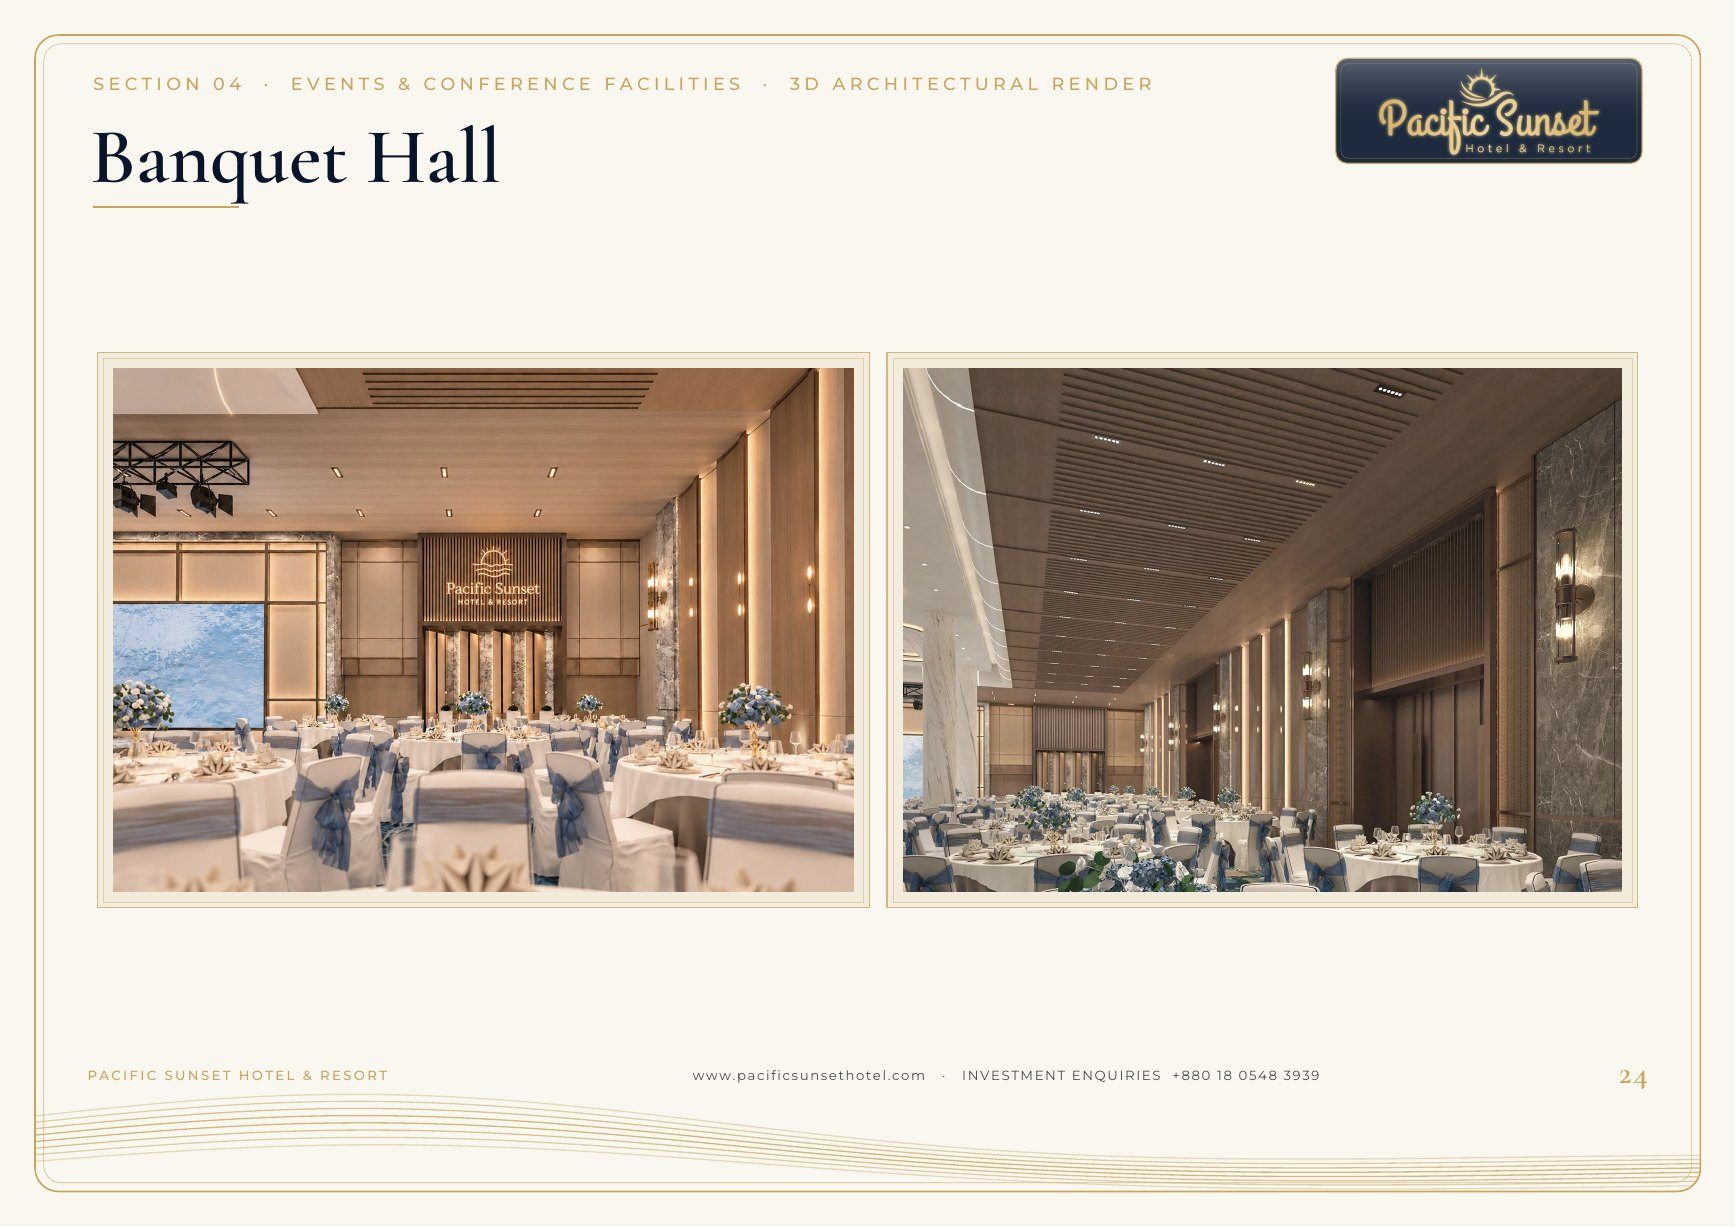 SECTION 04 · EVENTS & CONFERENCE FACILITIES · 3D ARCHITECTURAL RENDER
Pacific Sunset
Hotel & Resort
Banquet Hall
Pacific Sunset
HOTEL & RESORT
PACIFIC SUNSET HOTEL & RESORT
www.pacificsunsethotel.com · INVESTMENT ENQUIRIES +880 18 0548 3939
24